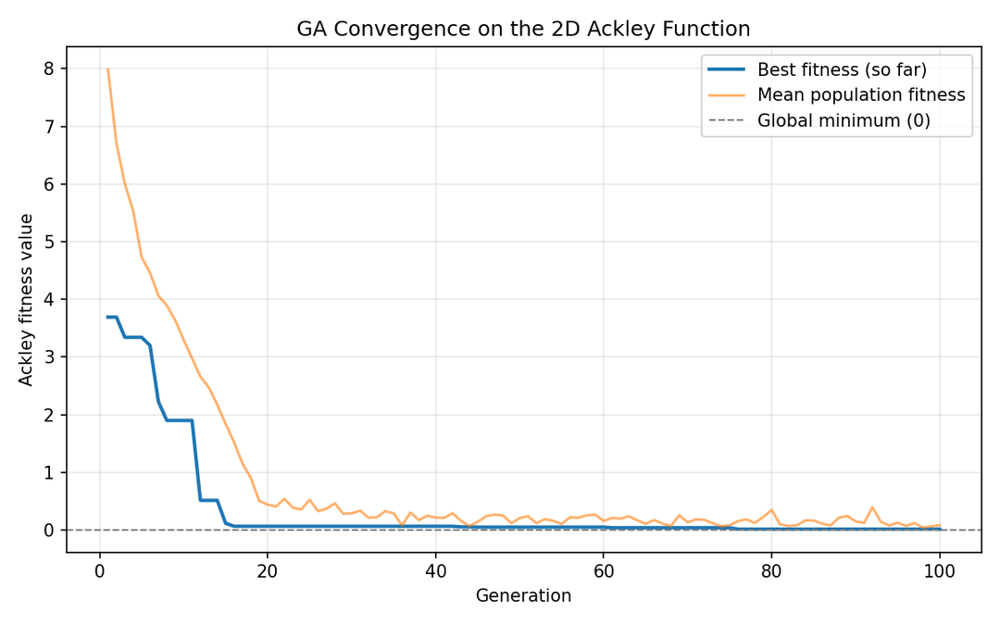 GA Convergence on the 2D Ackley Function
Best fitness (so far)
Mean population fitness
Global minimum (0)
Ackley fitness value
8
7
6
5
4
3
2
1
0
0 20 40 60 80 100
Generation